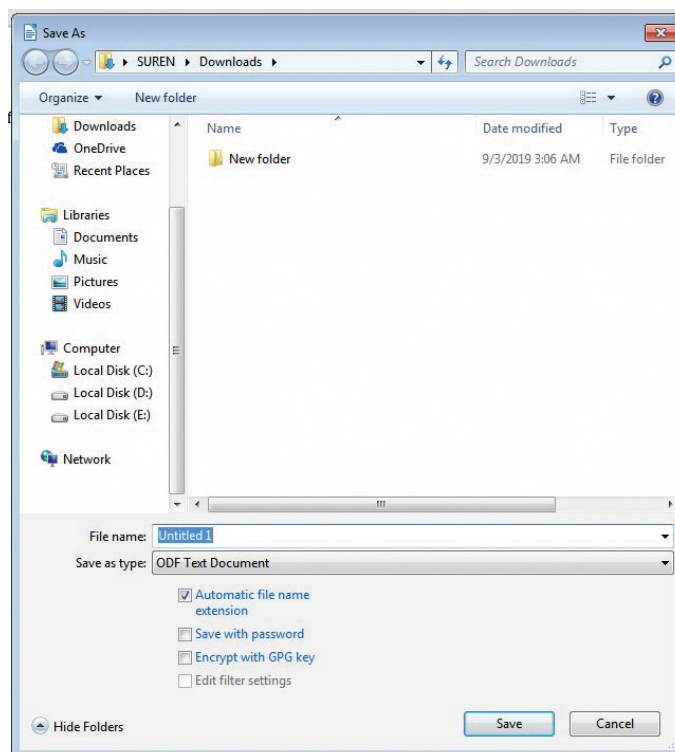 Save As
SUREN Downloads
Search Downloads
Organize
New folder
Downloads
OneDrive
Recent Places
Libraries
Documents
Music
Pictures
Videos
Computer
Local Disk (C:)
Local Disk (D:)
Local Disk (E:)
Network
Name Date modified Type
New folder 9/3/2019 3:06 AM File folder
File name: Untitled 1
Save as type: ODF Text Document
Automatic file name
extension
Save with password
Encrypt with GPG key
Edit filter settings
Hide Folders
Save
Cancel